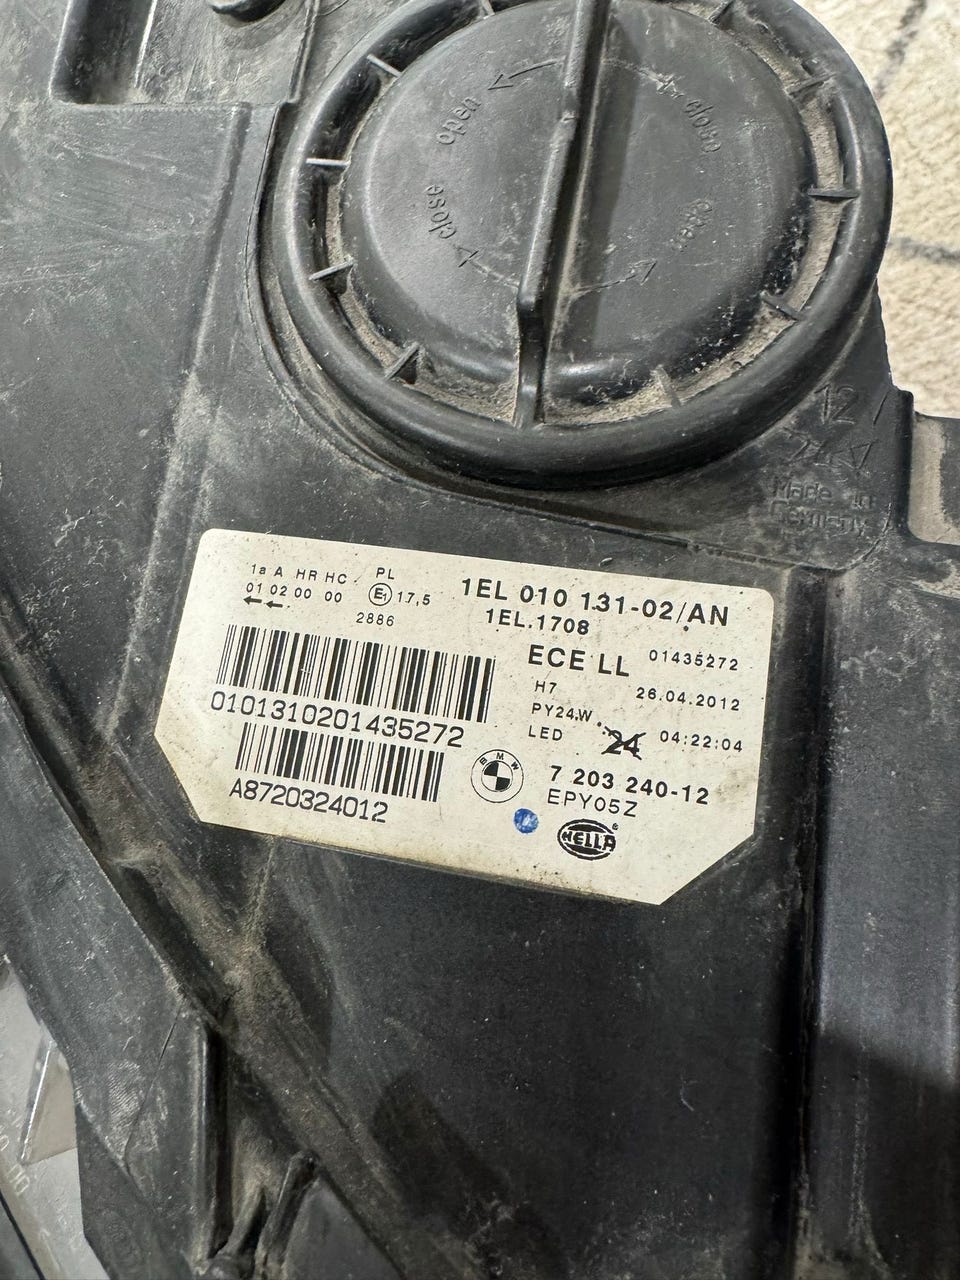 open
close
close
open
12V
Made in
Germany
1a A HR HC PL
01 02 00 00 E1 17,5
2886
1EL 010 131-02/AN
1EL.1708
ECE LL 01435272
H7 26.04.2012
PY24W
LED 24 04:22:04
0101310201435272
A8720324012
BMW
7 203 240-12
EPY05Z
HELLA®